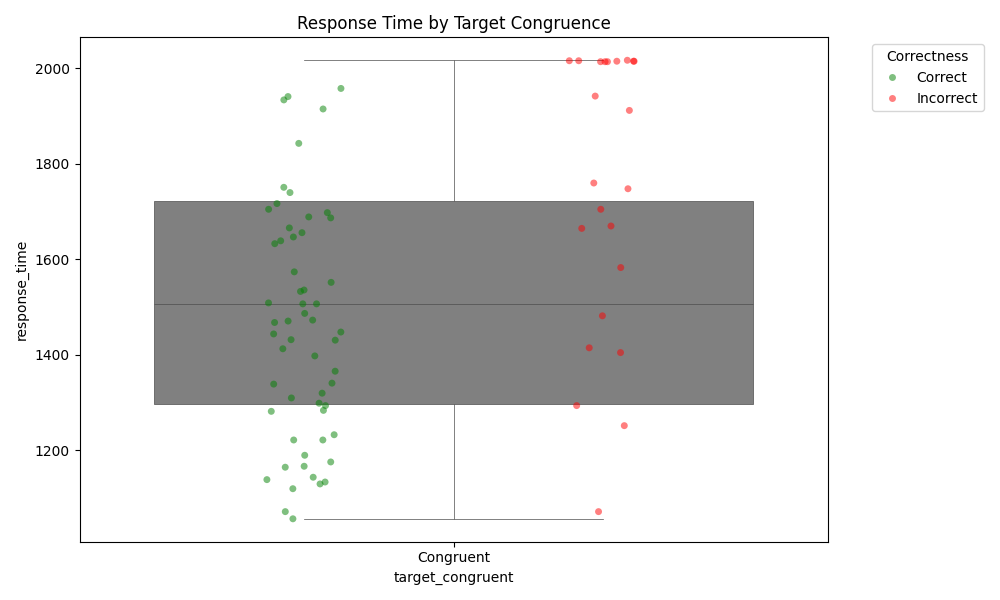 Response Time by Target Congruence
Correctness
Correct
Incorrect
2000
1800
1600
1400
1200
response_time
Congruent
target_congruent